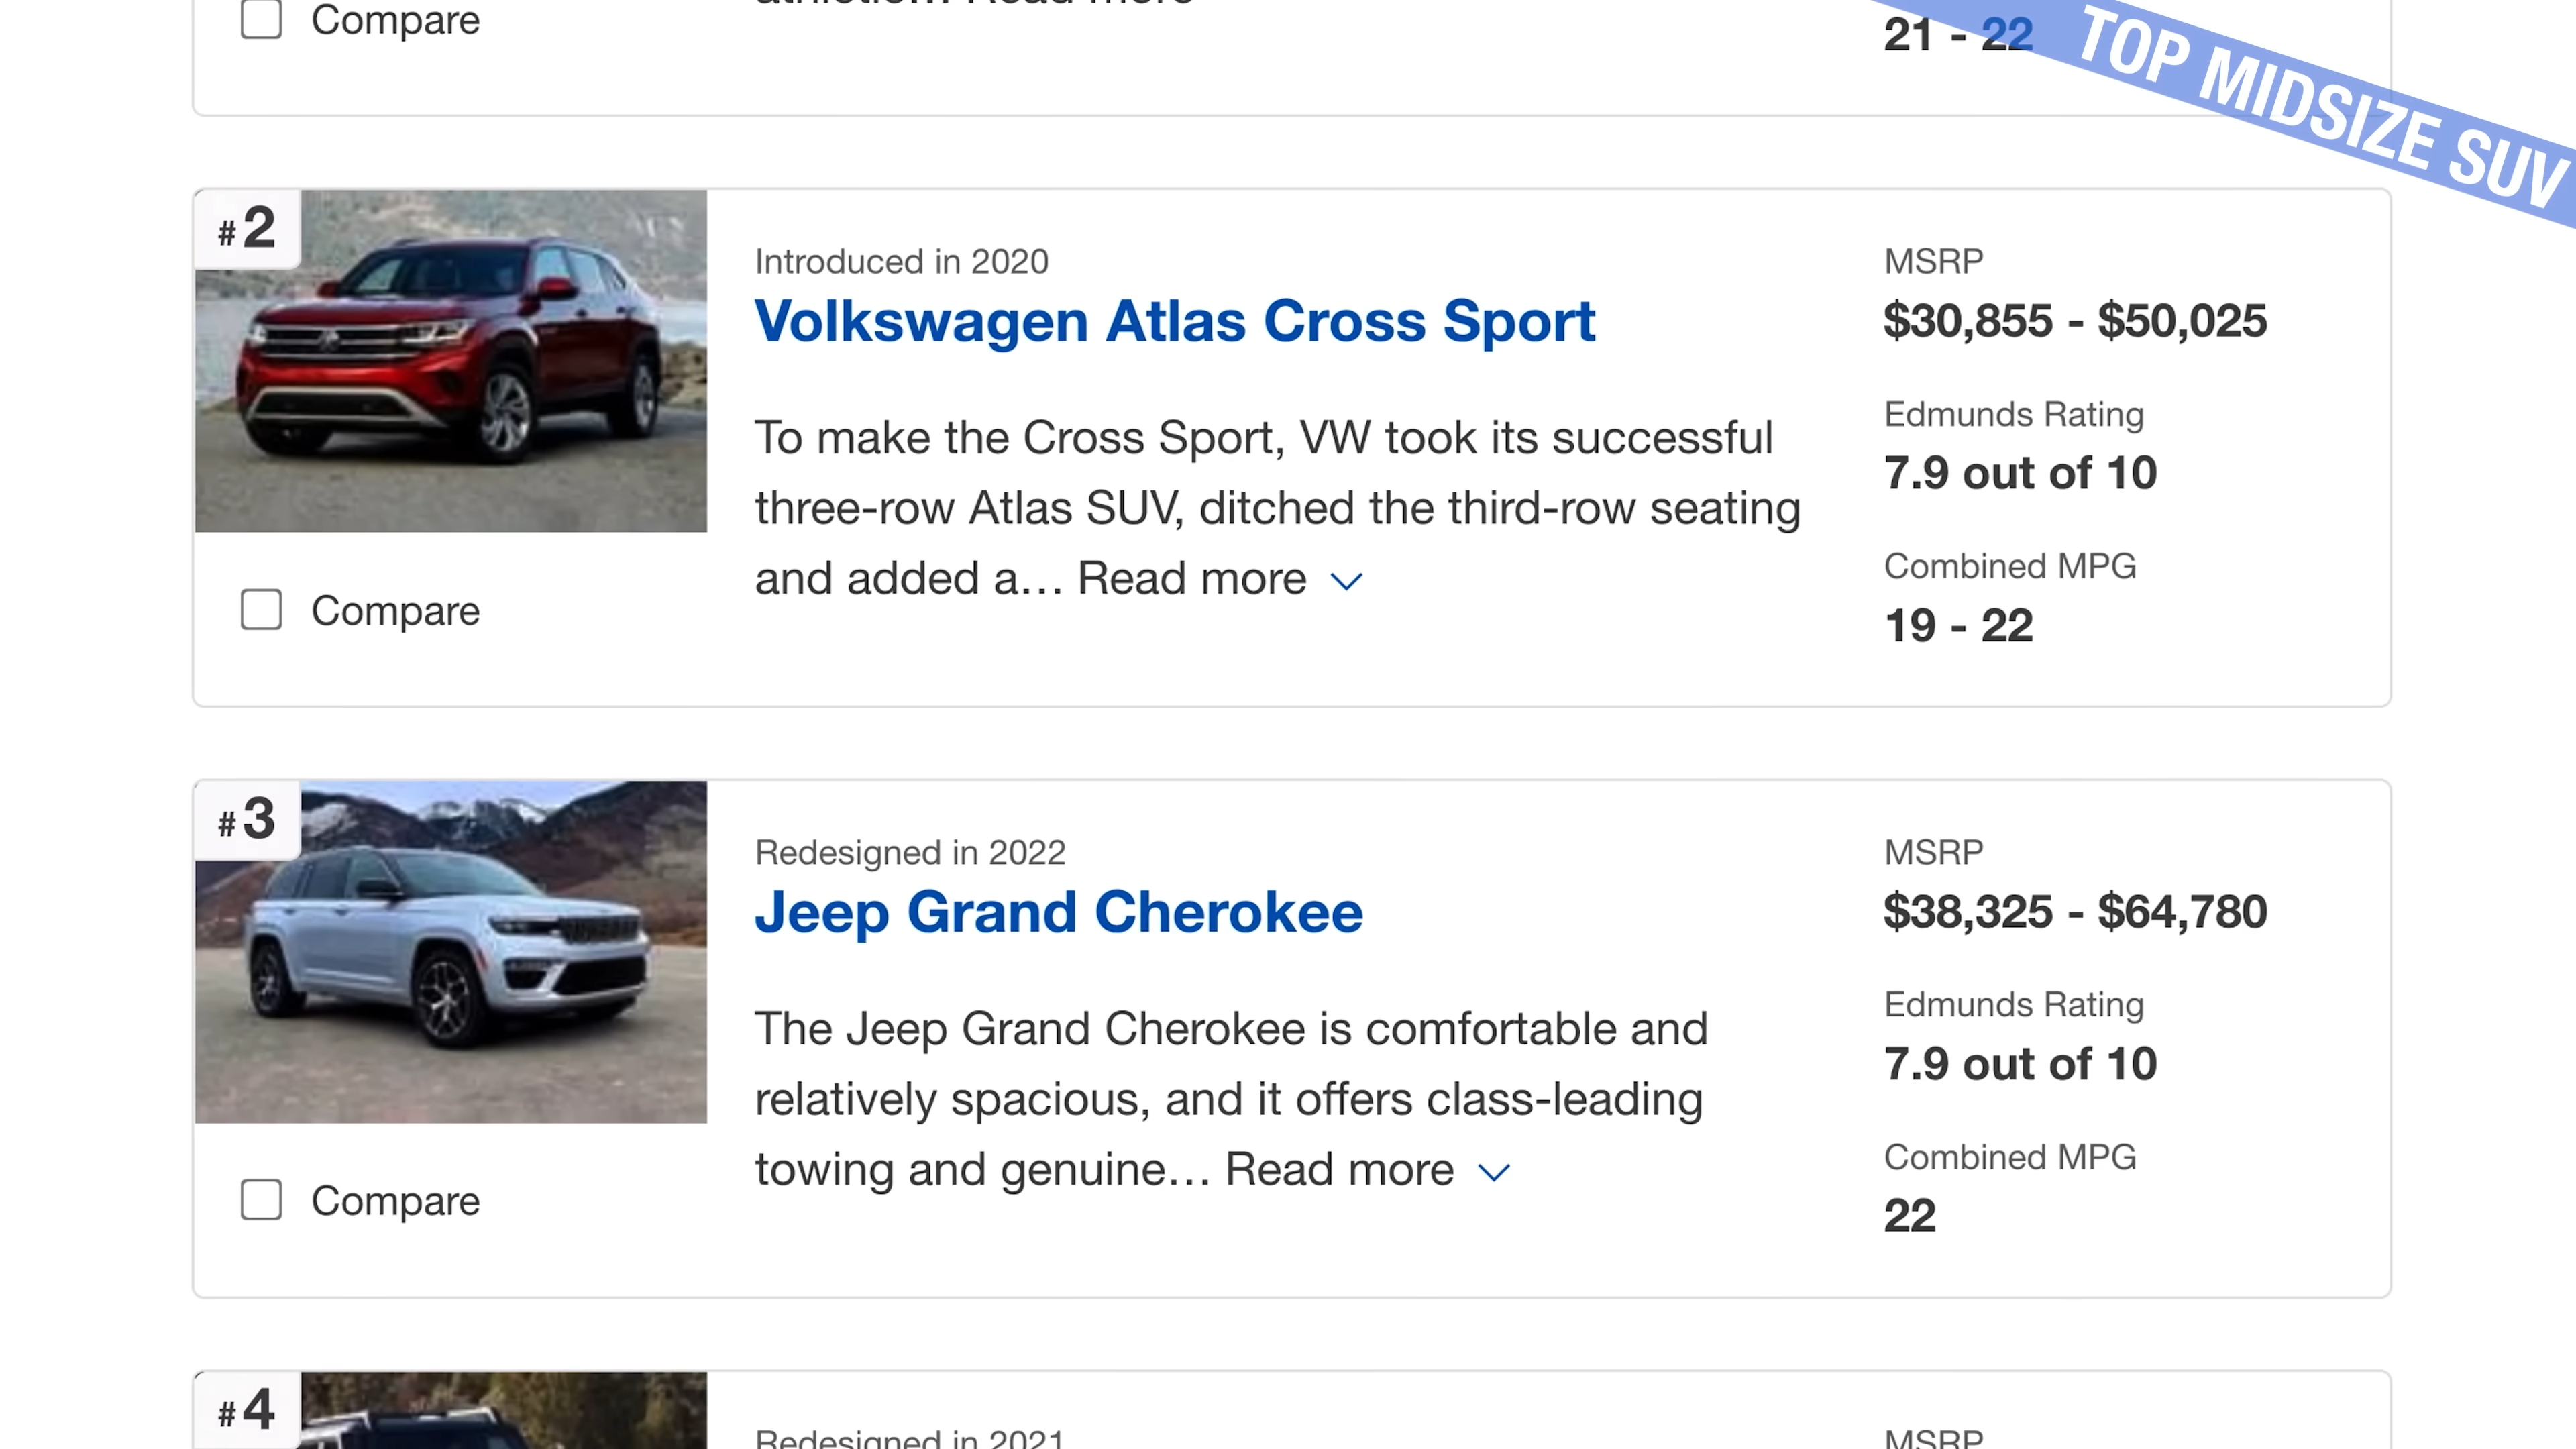 Read more
Compare
21 - 22
TOP MIDSIZE SUV
#2
Introduced in 2020
Volkswagen Atlas Cross Sport
To make the Cross Sport, VW took its successful
three-row Atlas SUV, ditched the third-row seating
and added a... Read more
Compare
MSRP
$30,855 - $50,025
Edmunds Rating
7.9 out of 10
Combined MPG
19 - 22
#3
Redesigned in 2022
Jeep Grand Cherokee
The Jeep Grand Cherokee is comfortable and
relatively spacious, and it offers class-leading
towing and genuine... Read more
Compare
MSRP
$38,325 - $64,780
Edmunds Rating
7.9 out of 10
Combined MPG
22
#4
Redesigned in 2021
MSRP